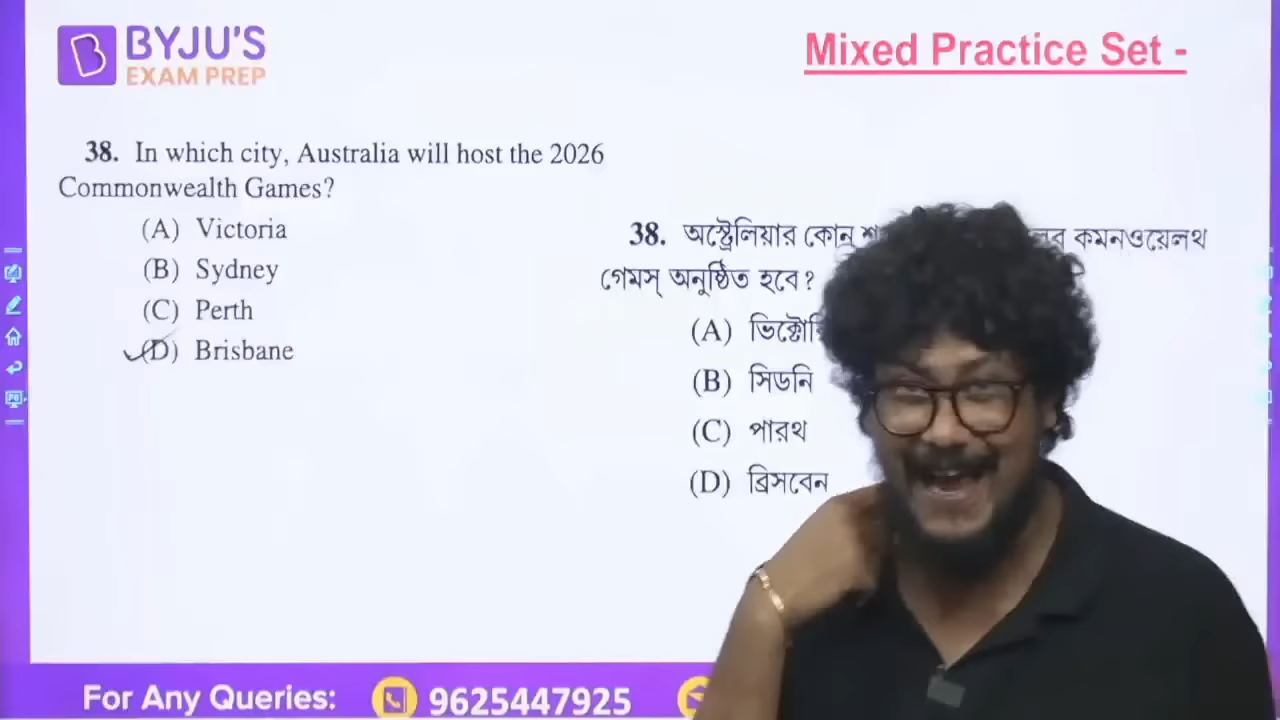 BYJU'S
EXAM PREP
Mixed Practice Set -
38. In which city, Australia will host the 2026
Commonwealth Games?
(A) Victoria
(B) Sydney
(C) Perth
(D) Brisbane
38. অস্ট্রেলিয়ার কোন্ কমনওয়েলথ
গেমস্ অনুষ্ঠিত হবে?
(A)
(B) সিডনি
(C) পারথ
(D) ব্রিসবেন
For Any Queries: 9625447925